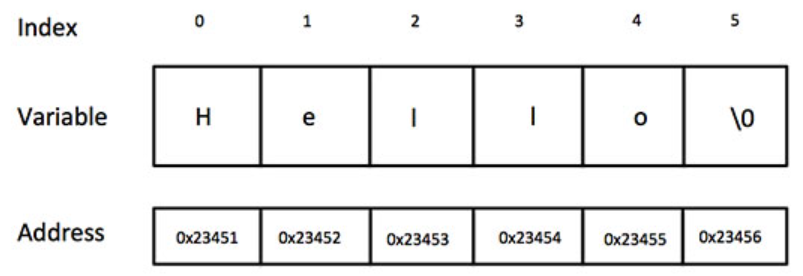 Index 0 1 2 3 4 5
Variable H e l l o \0
Address 0x23451 0x23452 0x23453 0x23454 0x23455 0x23456